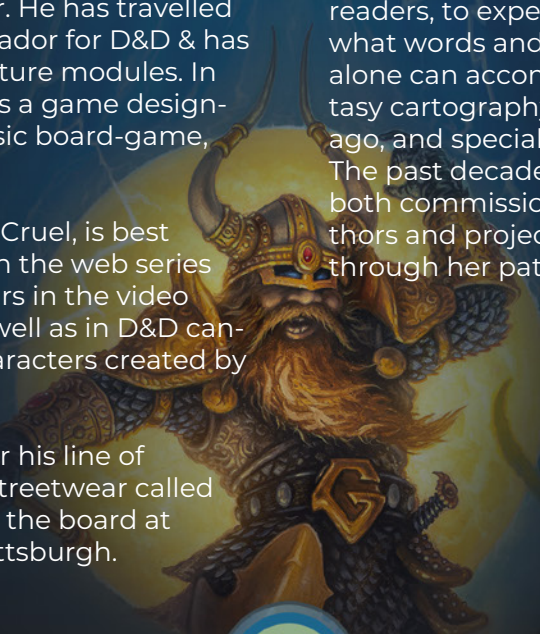 r. He has travelled
ador for D&D & has
ture modules. In
s a game design-
sic board-game,
Cruel, is best
n the web series
rs in the video
well as in D&D can-
aracters created by
r his line of
treetwear called
the board at
ttsburgh.
readers, to expe
what words and
alone can accor
tasy cartography,
ago, and special
The past decade
both commissio
thors and projec
through her pat
G